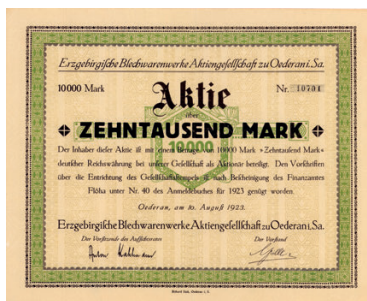 Erzgebirgische Blechwarenwerke Aktiengesellschaft zu Oederan i. Sa.
10000 Mark
Nr. 10701
Aktie
über
ZEHNTAUSEND MARK
10000
Der Inhaber dieser Aktie ist mit einem Betrage von 10000 Mark »Zehntausend Mark«
deutscher Reichswährung bei unserer Gesellschaft als Aktionär beteiligt. Den Vorschriften
über die Entrichtung des Gesellschaftsstempels ist nach Bescheinigung des Finanzamtes
Flöha unter Nr. 40 des Anmeldebuches für 1923 genügt worden.
Oederan, am 10. August 1923.
Erzgebirgische Blechwarenwerke Aktiengesellschaft zu Oederan i. Sa.
Der Vorsitzende des Aufsichtsrates
Der Vorstand